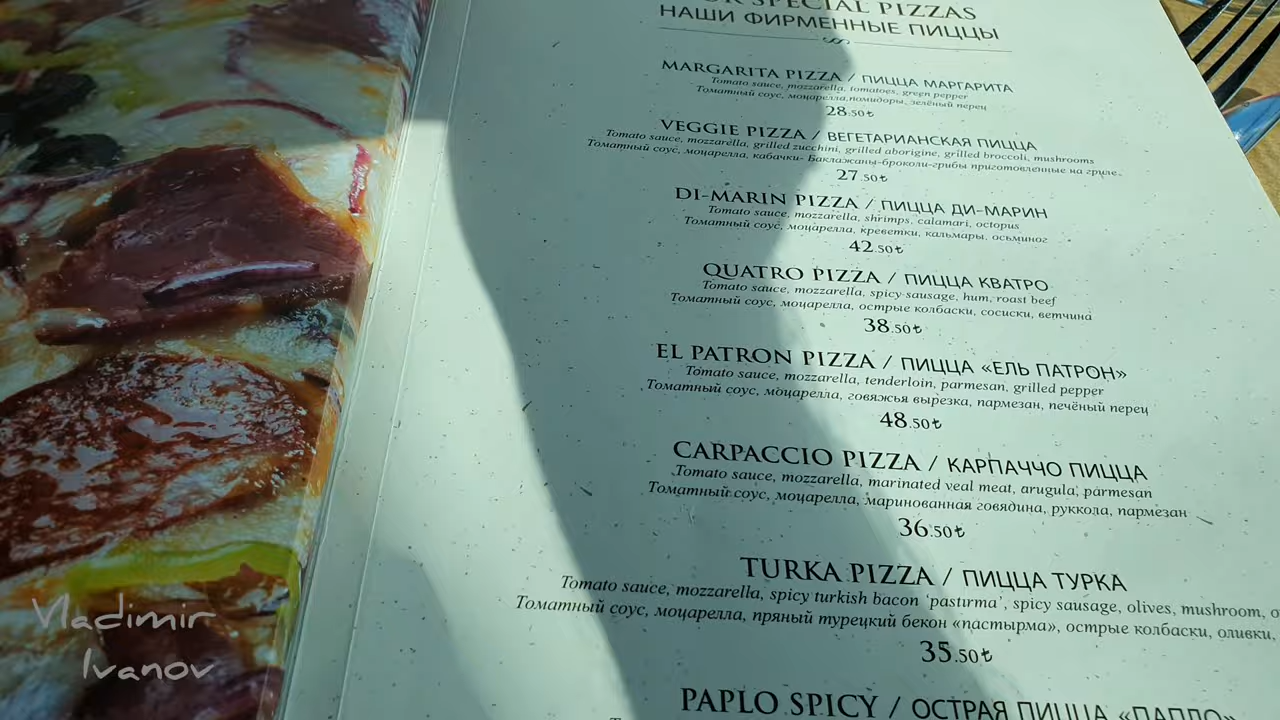 SPECIAL PIZZAS
НАШИ ФИРМЕННЫЕ ПИЦЦЫ
MARGARITA PIZZA / ПИЦЦА МАРГАРИТА
Tomato sauce, mozzarella, tomatoes, green pepper
Томатный соус, моцарелла,помидоры, зелёный перец
28.50₺
VEGGIE PIZZA / ВЕГЕТАРИАНСКАЯ ПИЦЦА
Tomato sauce, mozzarella, grilled zucchini, grilled aborigine, grilled broccoli, mushrooms
Томатный соус, моцарелла, кабачки- Баклажаны-броколи-грибы приготовленные на гриле.
27.50₺
DI-MARIN PIZZA / ПИЦЦА ДИ-МАРИН
Tomato sauce, mozzarella, shrimps, calamari, octopus
Томатный соус, моцарелла, креветки, кальмары, осьминог
42.50₺
QUATRO PIZZA / ПИЦЦА КВАТРО
Tomato sauce, mozzarella, spicy sausage, hum, roast beef
Томатный соус, моцарелла, острые колбаски, сосиски, ветчина
38.50₺
EL PATRON PIZZA / ПИЦЦА «ЕЛЬ ПАТРОН»
Tomato sauce, mozzarella, tenderloin, parmesan, grilled pepper
Томатный соус, моцарелла, говяжья вырезка, пармезан, печёный перец
48.50₺
CARPACCIO PIZZA / КАРПАЧЧО ПИЦЦА
Tomato sauce, mozzarella, marinated veal meat, arugula, parmesan
Томатный соус, моцарелла, маринованная говядина, руккола, пармезан
36.50₺
TURKA PIZZA / ПИЦЦА ТУРКА
Tomato sauce, mozzarella, spicy turkish bacon 'pastırma', spicy sausage, olives, mushroom,
Томатный соус, моцарелла, пряный турецкий бекон «пастырма», острые колбаски, оливки,
35.50₺
PAPLO SPICY / ОСТРАЯ ПИЦЦА «ПАПЛО»
Vladimir
Ivanov